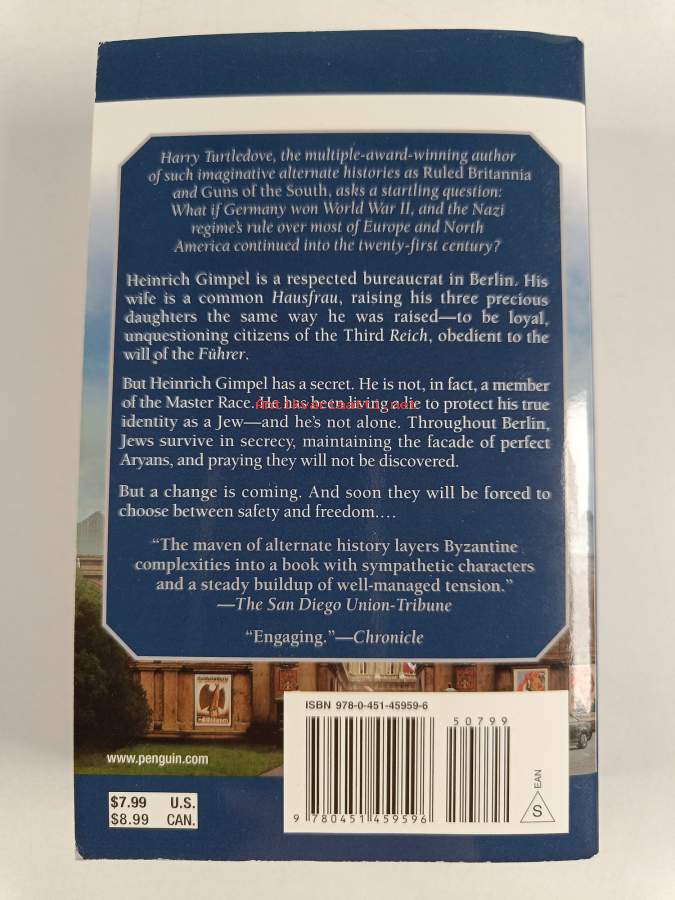 Harry Turtledove, the multiple-award-winning author
of such imaginative alternate histories as Ruled Britannia
and Guns of the South, asks a startling question:
What if Germany won World War II, and the Nazi
regime's rule over most of Europe and North
America continued into the twenty-first century?
Heinrich Gimpel is a respected bureaucrat in Berlin. His
wife is a common Hausfrau, raising his three precious
daughters the same way he was raised—to be loyal,
unquestioning citizens of the Third Reich, obedient to the
will of the Führer.
But Heinrich Gimpel has a secret. He is not, in fact, a member
of the Master Race. He has been living a lie to protect his true
identity as a Jew—and he's not alone. Throughout Berlin,
Jews survive in secrecy, maintaining the facade of perfect
Aryans, and praying they will not be discovered.
But a change is coming. And soon they will be forced to
choose between safety and freedom....
"The maven of alternate history layers Byzantine
complexities into a book with sympathetic characters
and a steady buildup of well-managed tension."
—The San Diego Union-Tribune
"Engaging."—Chronicle
ISBN 978-0-451-45959-6
50799
9 780451 459596
EAN
S
www.penguin.com
$7.99 U.S.
$8.99 CAN.